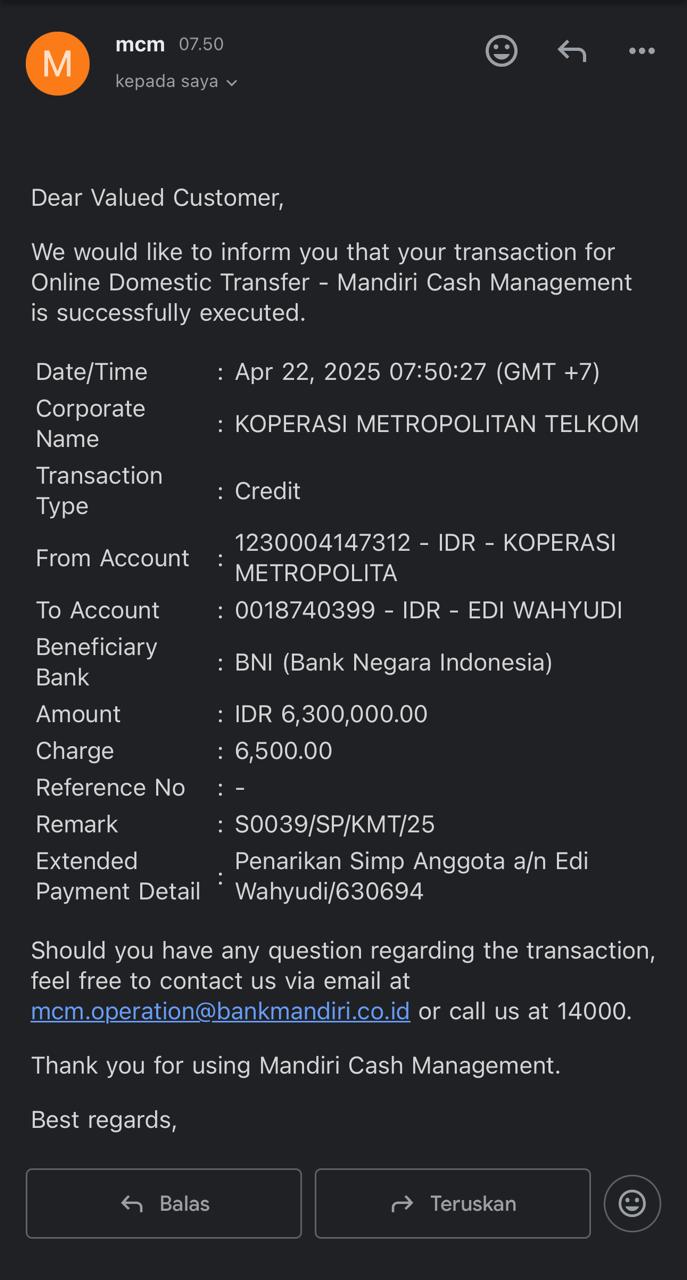 M
mcm 07.50
kepada saya
Dear Valued Customer,
We would like to inform you that your transaction for
Online Domestic Transfer - Mandiri Cash Management
is successfully executed.
Date/Time : Apr 22, 2025 07:50:27 (GMT +7)
Corporate
Name : KOPERASI METROPOLITAN TELKOM
Transaction
Type : Credit
From Account : 1230004147312 - IDR - KOPERASI
METROPOLITA
To Account : 0018740399 - IDR - EDI WAHYUDI
Beneficiary
Bank : BNI (Bank Negara Indonesia)
Amount : IDR 6,300,000.00
Charge : 6,500.00
Reference No : -
Remark : S0039/SP/KMT/25
Extended
Payment Detail : Penarikan Simp Anggota a/n Edi
Wahyudi/630694
Should you have any question regarding the transaction,
feel free to contact us via email at
mcm.operation@bankmandiri.co.id or call us at 14000.
Thank you for using Mandiri Cash Management.
Best regards,
Balas
Teruskan